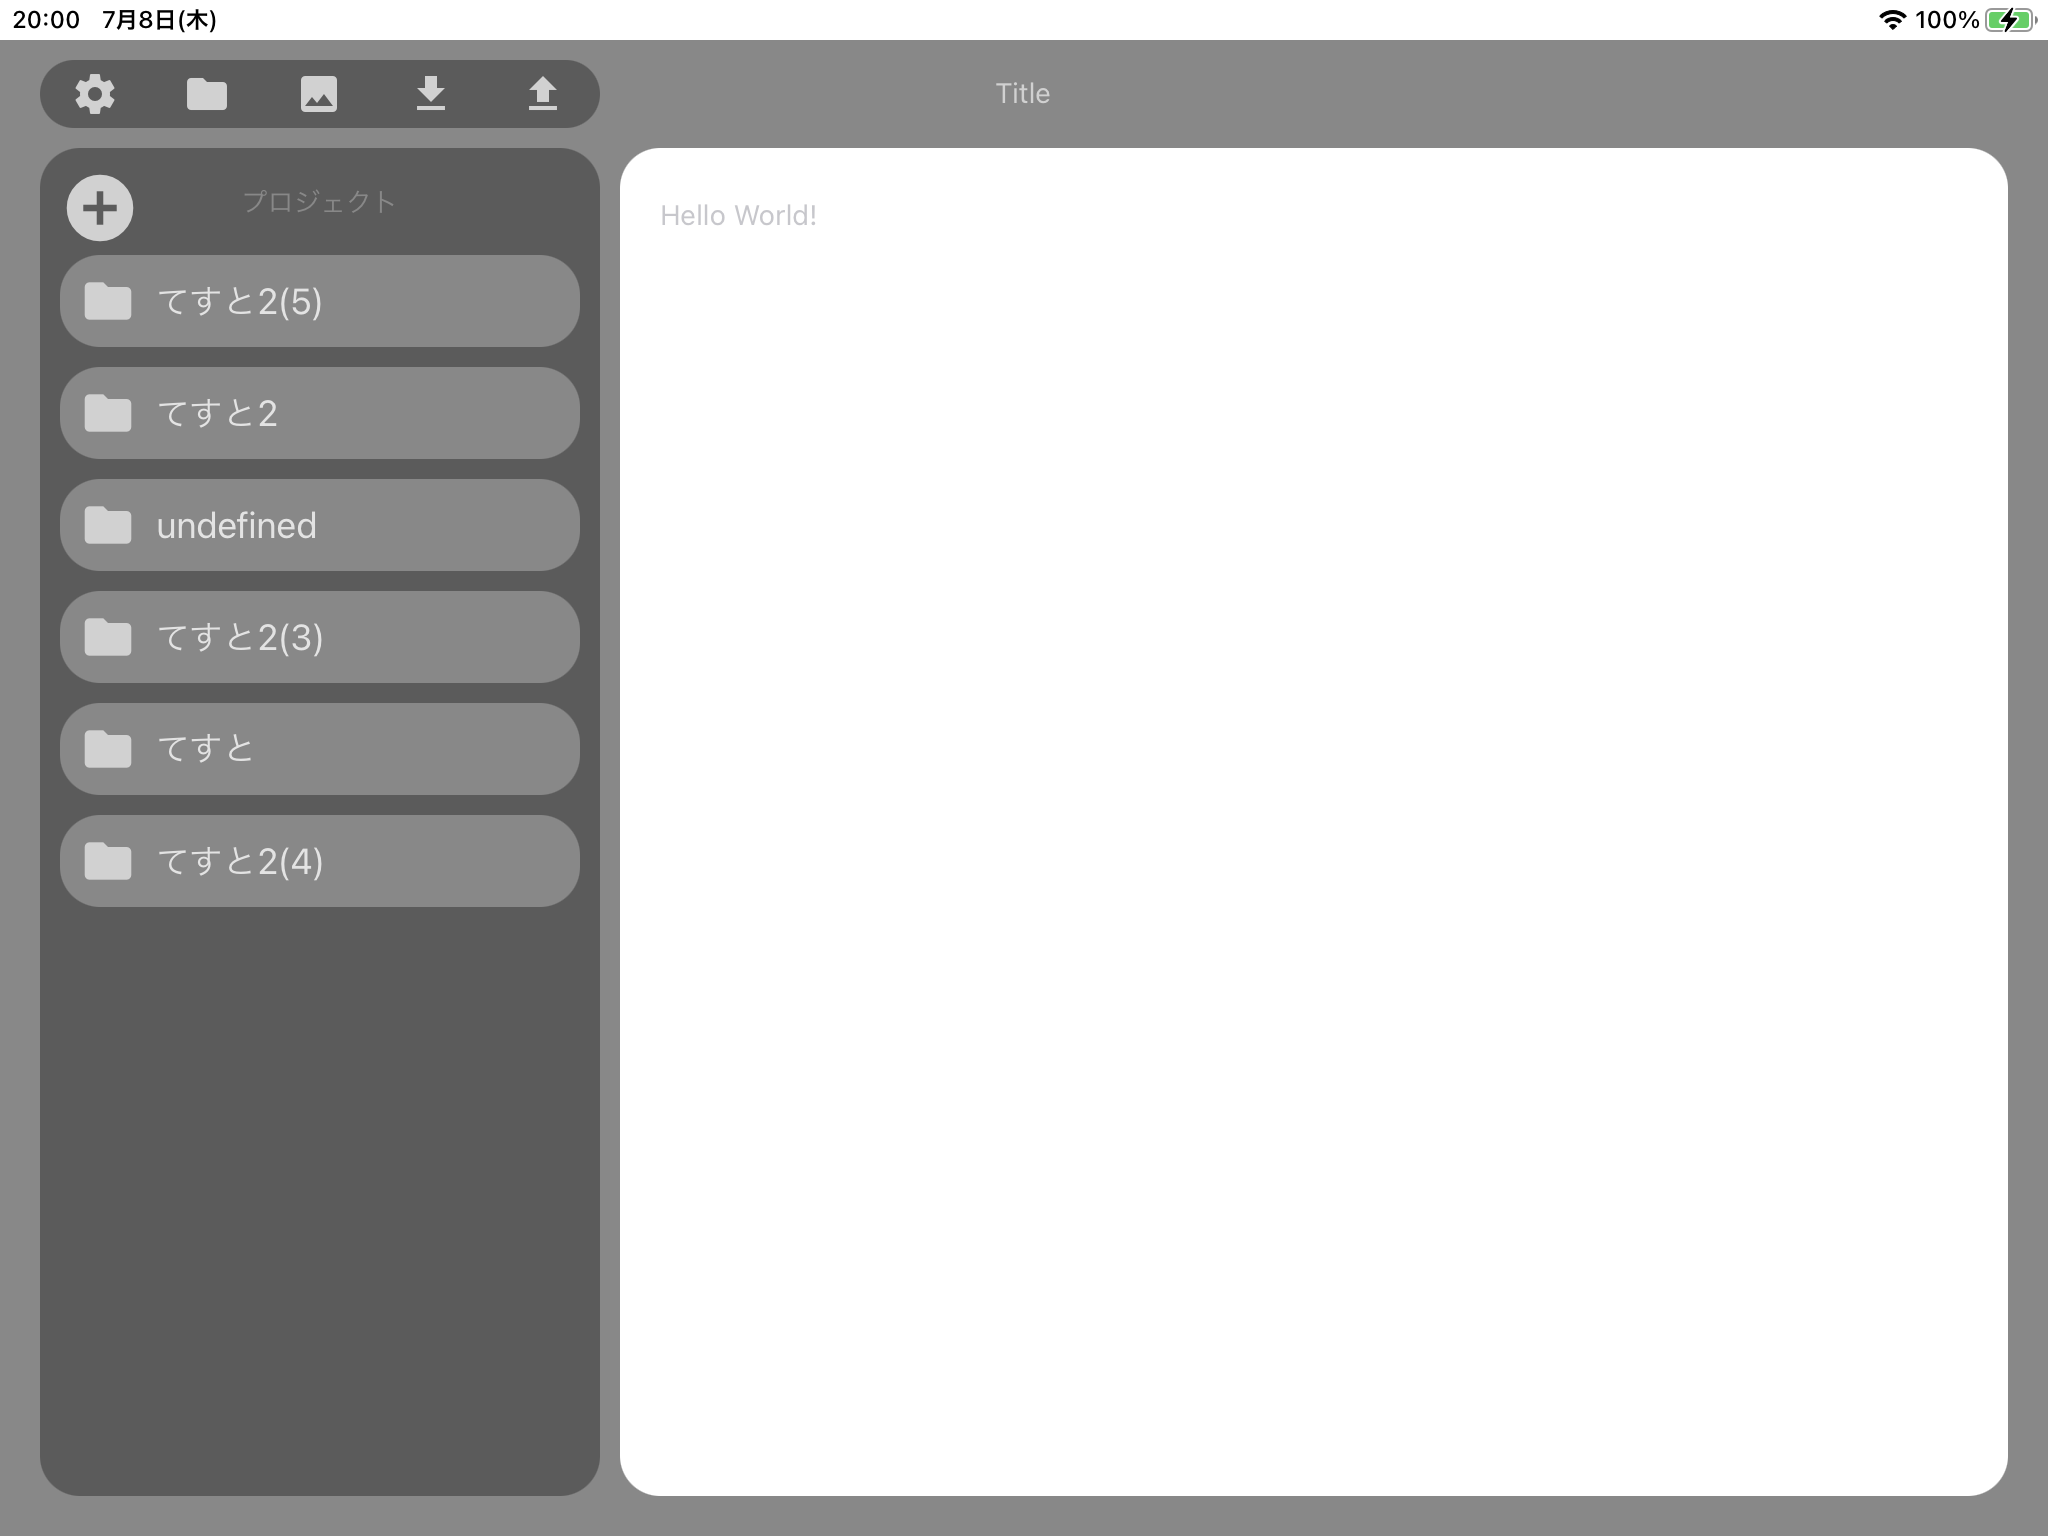 20:00 7月8日(木) 100%
Title
プロジェクト
Hello World!
てすと2(5)
てすと2
undefined
てすと2(3)
てすと
てすと2(4)